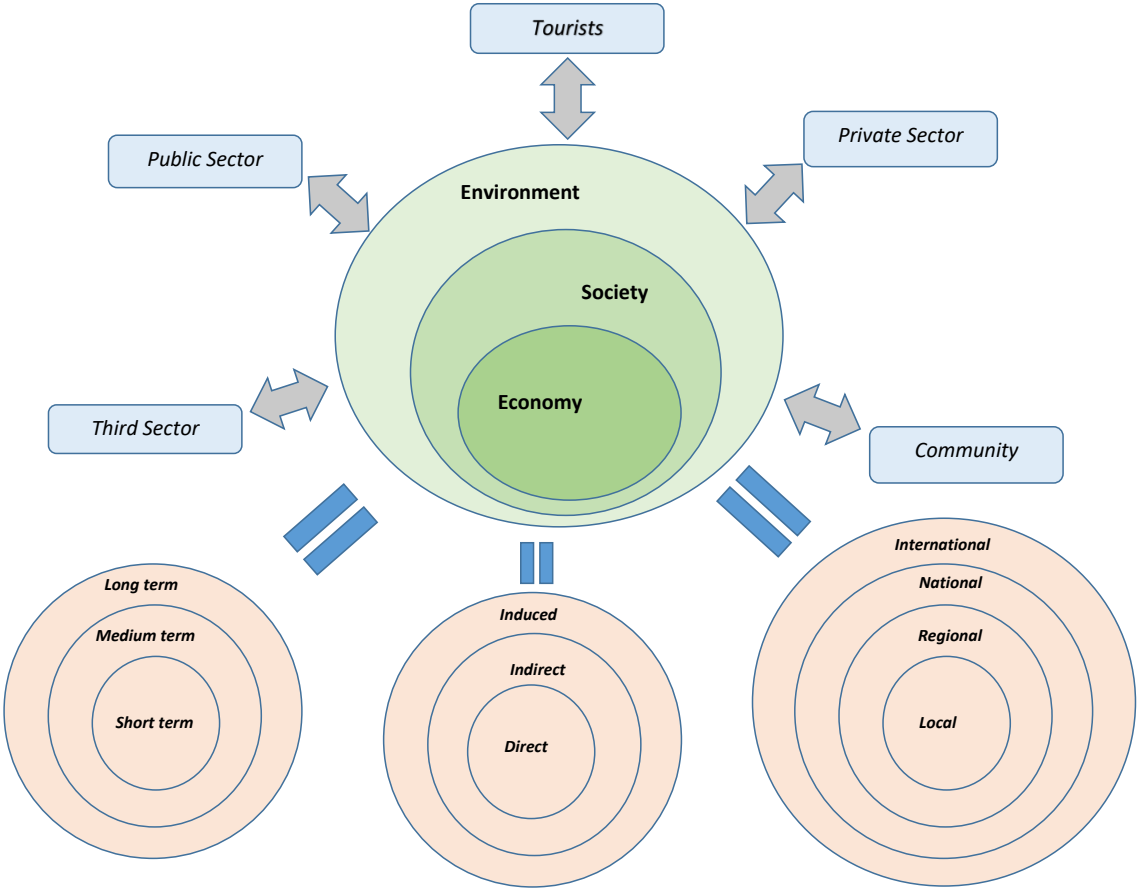 Tourists
Private Sector
Public Sector
Environment
Society
Economy
Third Sector
Community
Long term
Medium term
Short term
Induced
Indirect
Direct
International
National
Regional
Local